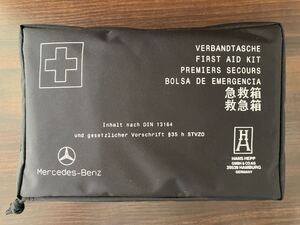 VERBANDTASCHE
FIRST AID KIT
PREMIERS SECOURS
BOLSA DE EMERGENCIA
急救箱
救急箱
Inhalt nach DIN 13164
und gesetzlicher Vorschrift §35 h STVZO
Mercedes-Benz
HANS HEPP
GMBH & CO.KG
20539 HAMBURG
GERMANY